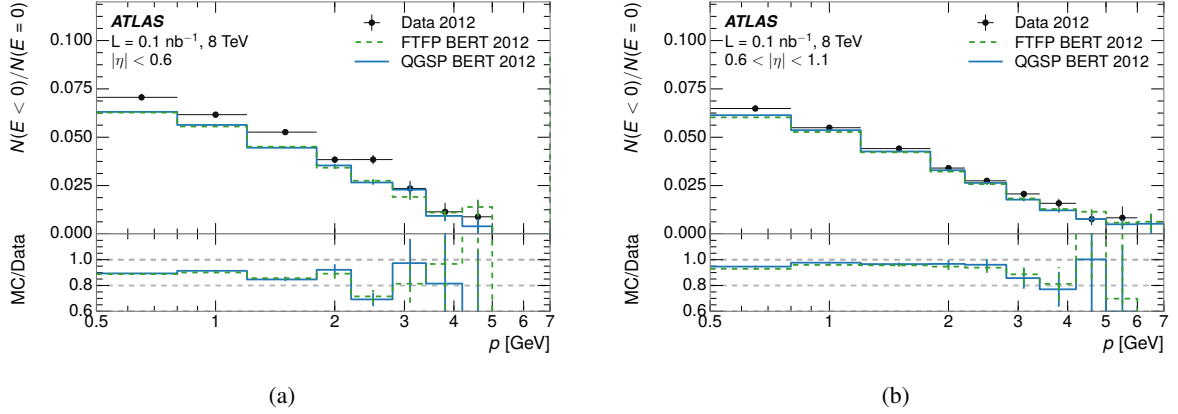 N(E < 0)/N(E = 0)
0.100
0.075
0.050
0.025
0.000
ATLAS
L = 0.1 nb⁻¹, 8 TeV
|η| < 0.6
Data 2012
FTFP BERT 2012
QGSP BERT 2012
MC/Data
1.0
0.8
0.6
0.5 1 2 3 4 5 7
p [GeV]
(a)
N(E < 0)/N(E = 0)
0.100
0.075
0.050
0.025
0.000
ATLAS
L = 0.1 nb⁻¹, 8 TeV
0.6 < |η| < 1.1
Data 2012
FTFP BERT 2012
QGSP BERT 2012
MC/Data
1.0
0.8
0.6
0.5 1 2 3 4 5 6 7
p [GeV]
(b)